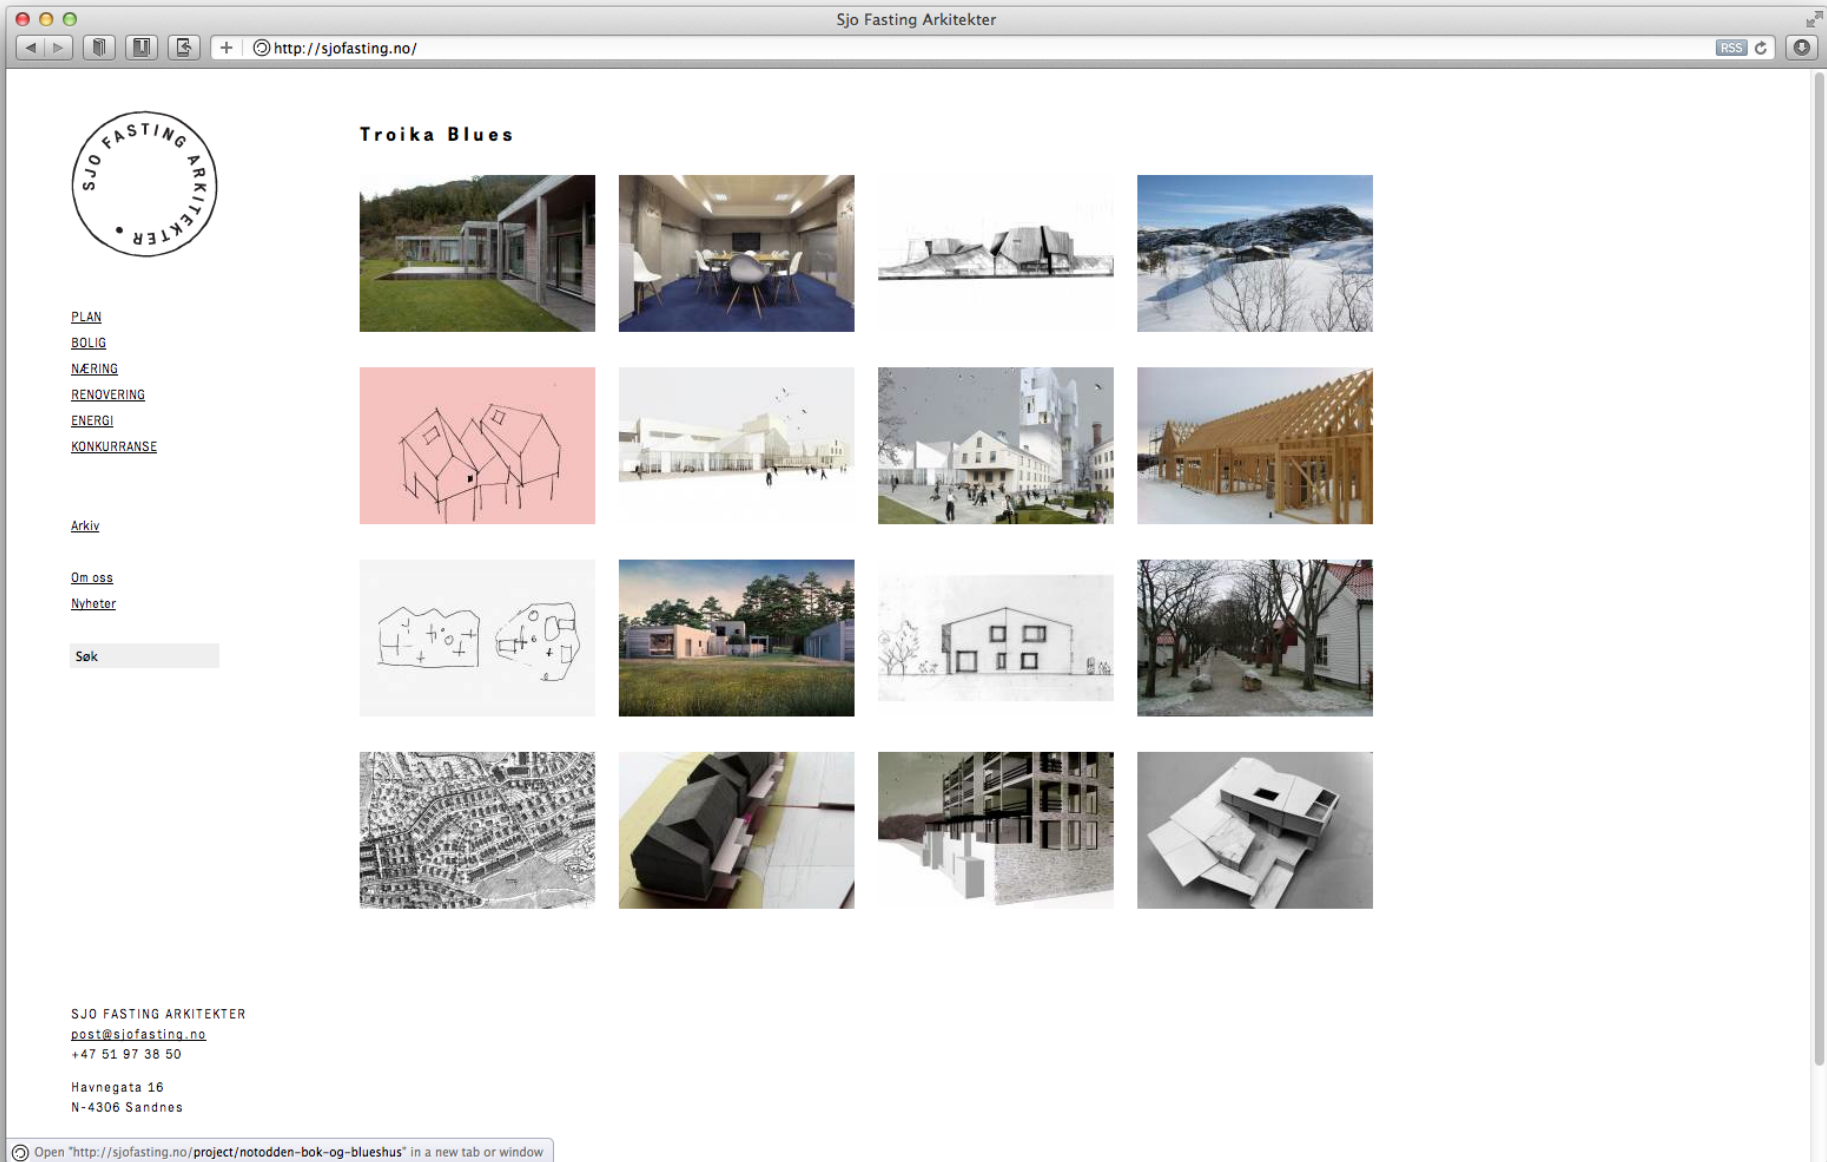 Sjo Fasting Arkitekter
http://sjofasting.no/
RSS
SJO FASTING ARKITEKTER
Troika Blues
PLAN
BOLIG
NÆRING
RENOVERING
ENERGI
KONKURRANSE
Arkiv
Om oss
Nyheter
Søk
SJO FASTING ARKITEKTER
post@sjofasting.no
+47 51 97 38 50
Havnegata 16
N-4306 Sandnes
Open "http://sjofasting.no/project/notodden-bok-og-blueshus" in a new tab or window